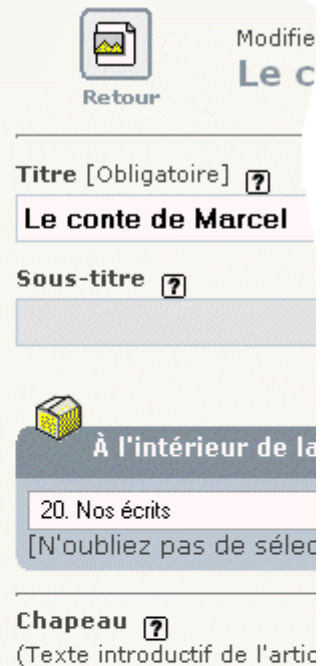 Modifie
Retour
Le c
Titre [Obligatoire] ?
Le conte de Marcel
Sous-titre ?
À l'intérieur de la
20. Nos écrits
[N'oubliez pas de sélec
Chapeau ?
(Texte introductif de l'artic